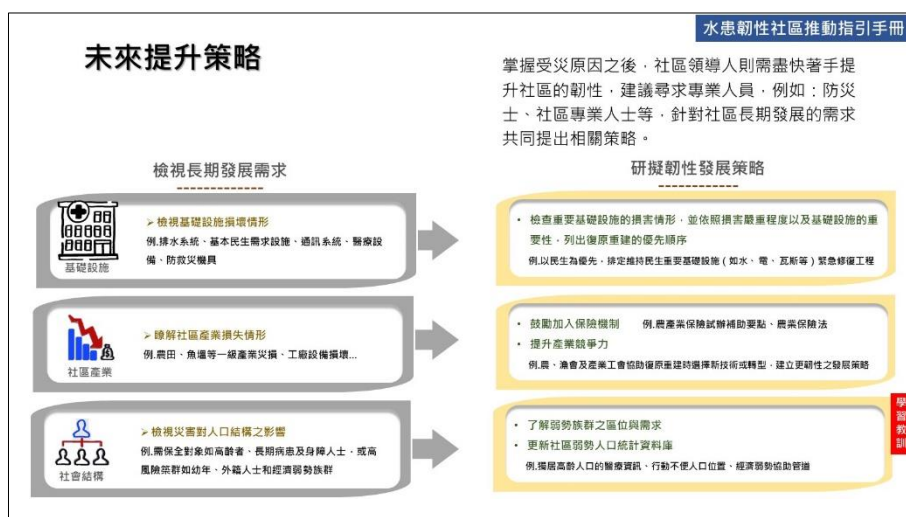 水患韌性社區推動指引手冊
未來提升策略
掌握受災原因之後，社區領導人則需盡快著手提
升社區的韌性，建議尋求專業人員，例如：防災
士、社區專業人士等，針對社區長期發展的需求
共同提出相關策略。
檢視長期發展需求
研擬韌性發展策略
基礎設施
➢檢視基礎設施損壞情形
例.排水系統、基本民生需求設施、通訊系統、醫療設
備、防救災機具
• 檢查重要基礎設施的損害情形，並依照損害嚴重程度以及基礎設施的重
要性，列出復原重建的優先順序
例.以民生為優先，排定維持民生重要基礎設施（如水、電、瓦斯等）緊急修復工程
社區產業
➢瞭解社區產業損失情形
例.農田、魚塭等一級產業災損、工廠設備損壞...
• 鼓勵加入保險機制 例.農產業保險試辦補助要點、農業保險法
• 提升產業競爭力
例.農、漁會及產業工會協助復原重建時選擇新技術或轉型，建立更韌性之發展策略
社會結構
➢檢視災害對人口結構之影響
例.需保全對象如高齡者、長期病患及身障人士，或高
風險族群如幼年、外籍人士和經濟弱勢族群
• 了解弱勢族群之區位與需求
• 更新社區弱勢人口統計資料庫
例.獨居高齡人口的醫療資訊、行動不便人口位置、經濟弱勢協助管道
學習教訓